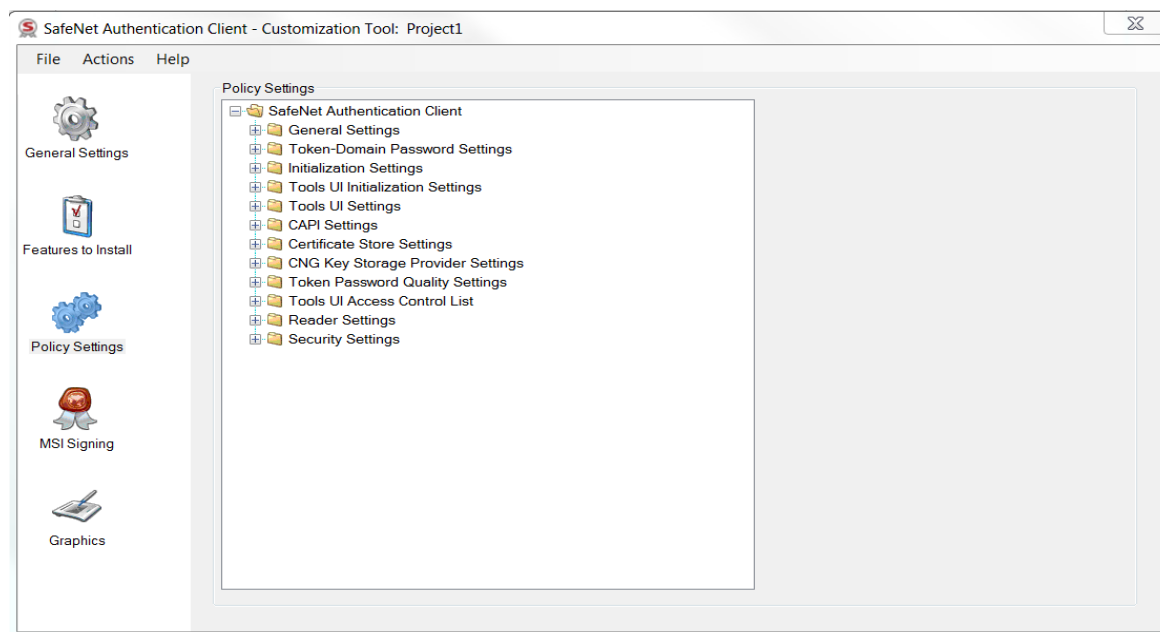 SafeNet Authentication Client - Customization Tool: Project1
File Actions Help
General Settings
Features to Install
Policy Settings
MSI Signing
Graphics
Policy Settings
SafeNet Authentication Client
General Settings
Token-Domain Password Settings
Initialization Settings
Tools UI Initialization Settings
Tools UI Settings
CAPI Settings
Certificate Store Settings
CNG Key Storage Provider Settings
Token Password Quality Settings
Tools UI Access Control List
Reader Settings
Security Settings